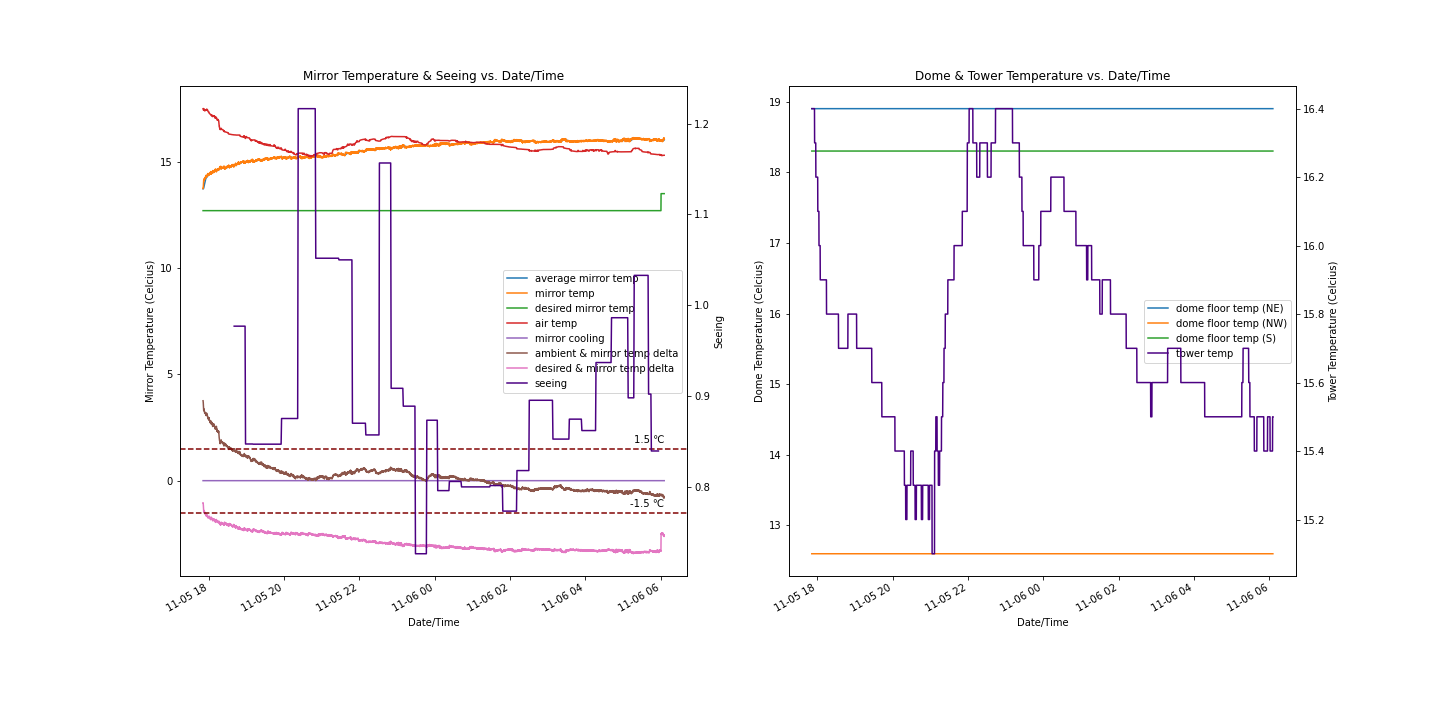 Mirror Temperature & Seeing vs. Date/Time
Mirror Temperature (Celcius)
15
10
5
0
1.2
1.1
1.0
0.9
0.8
Seeing
average mirror temp
mirror temp
desired mirror temp
air temp
mirror cooling
ambient & mirror temp delta
desired & mirror temp delta
seeing
1.5 °C
-1.5 °C
11-05 18
11-05 20
11-05 22
11-06 00
11-06 02
11-06 04
11-06 06
Date/Time
Dome & Tower Temperature vs. Date/Time
Dome Temperature (Celcius)
19
18
17
16
15
14
13
16.4
16.2
16.0
15.8
15.6
15.4
15.2
Tower Temperature (Celcius)
dome floor temp (NE)
dome floor temp (NW)
dome floor temp (S)
tower temp
11-05 18
11-05 20
11-05 22
11-06 00
11-06 02
11-06 04
11-06 06
Date/Time